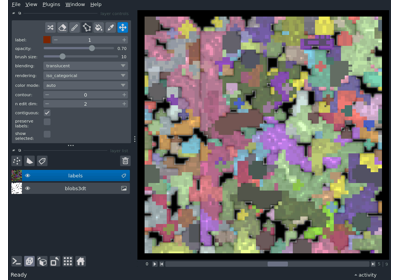 File View Plugins Window Help
label: 1
opacity: 0.70
brush size: 10
blending: translucent
rendering: iso_categorical
color mode: auto
contour: 0
n edit dim: 2
contiguous:
preserve
labels:
show
selected:
labels
blobs3dt
Ready
activity